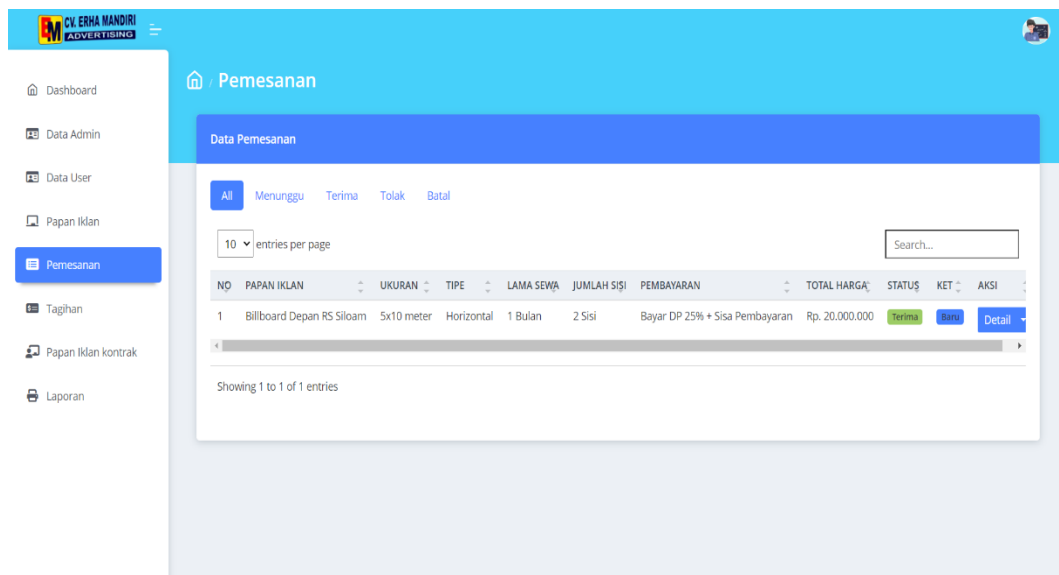 EM CV. ERHA MANDIRI
ADVERTISING
Dashboard
Data Admin
Data User
Papan Iklan
Pemesanan
Tagihan
Papan Iklan kontrak
Laporan
/ Pemesanan
Data Pemesanan
All Menunggu Terima Tolak Batal
10 entries per page Search...
NO PAPAN IKLAN UKURAN TIPE LAMA SEWA JUMLAH SISI PEMBAYARAN TOTAL HARGA STATUS KET AKSI
1 Billboard Depan RS Siloam 5x10 meter Horizontal 1 Bulan 2 Sisi Bayar DP 25% + Sisa Pembayaran Rp. 20.000.000 Terima Baru Detail
Showing 1 to 1 of 1 entries